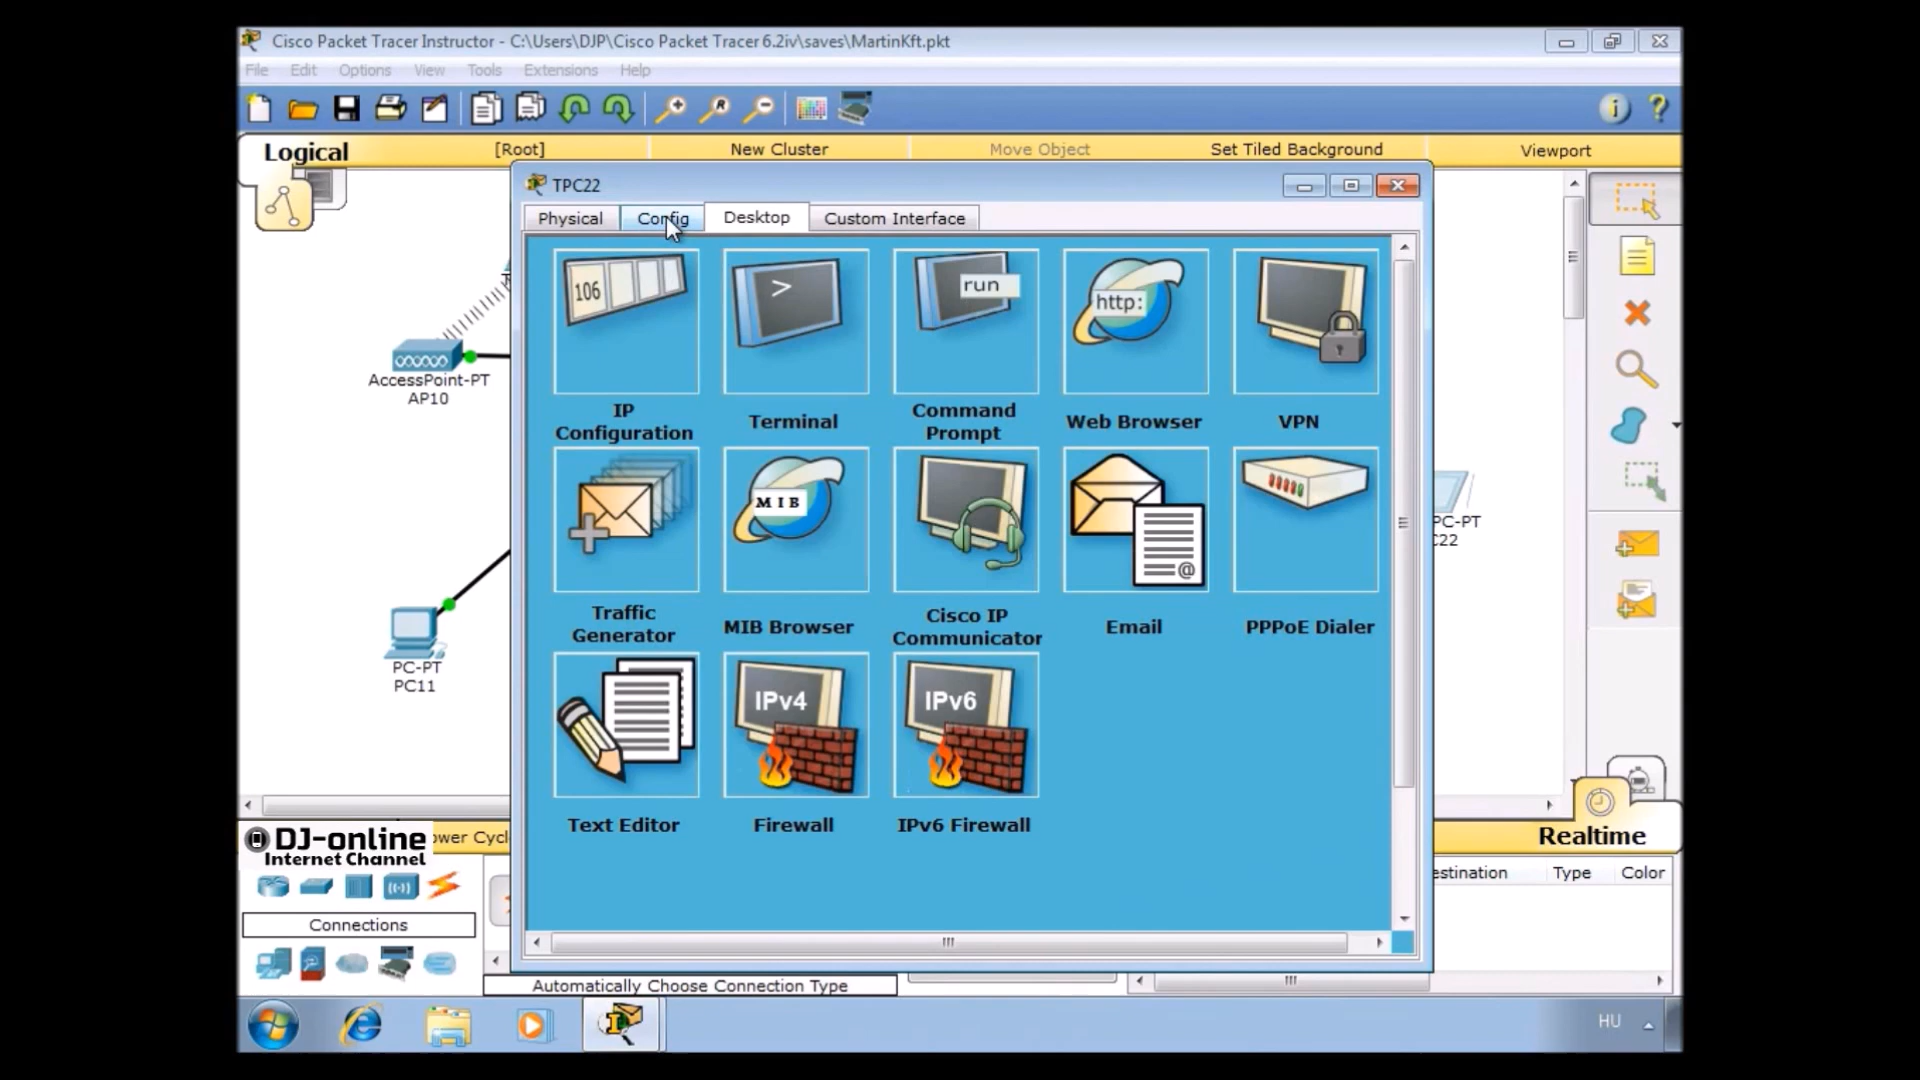 Cisco Packet Tracer Instructor - C:\Users\DJP\Cisco Packet Tracer 6.2iv\saves\MartinKft.pkt
File Edit Options View Tools Extensions Help
Logical [Root] New Cluster Move Object Set Tiled Background Viewport
TPC22
Physical Config Desktop Custom Interface
106
>
run
http:
AccessPoint-PT
AP10
IP
Configuration
Terminal
Command
Prompt
Web Browser
VPN
MIB
@
PC-PT
C22
Traffic
Generator
MIB Browser
Cisco IP
Communicator
Email
PPPoE Dialer
PC-PT
PC11
IPv4
IPv6
Text Editor
Firewall
IPv6 Firewall
DJ-online
Internet Channel
ower Cycl
Realtime
estination Type Color
Connections
Automatically Choose Connection Type
HU